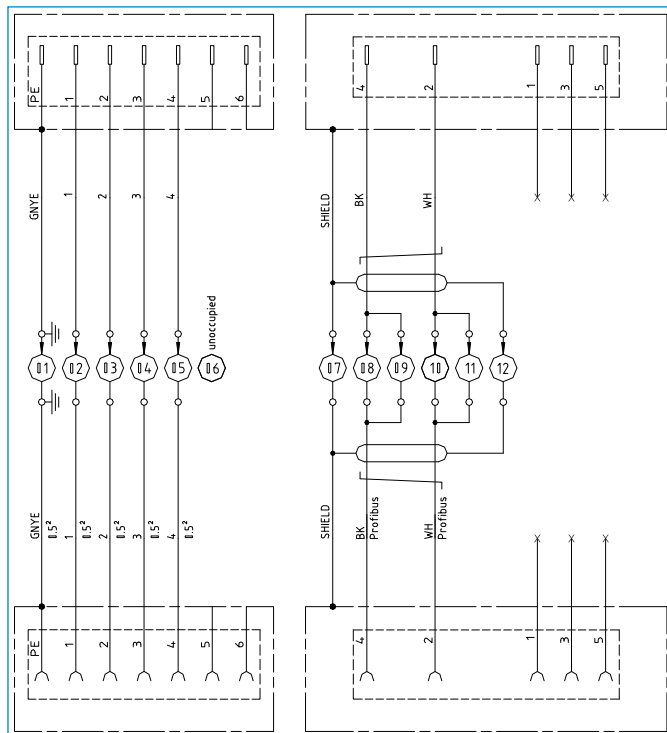 PE 1 2 3 4 5 6
4 2 1 3 5
GNYE 1 2 3 4
SHIELD BK WH
unoccupied
01 02 03 04 05 06 07 08 09 10 11 12
GNYE 1 2 3 4
0.5² 0.5² 0.5² 0.5² 0.5²
SHIELD BK WH
Profibus Profibus
PE 1 2 3 4 5 6
4 2 1 3 5